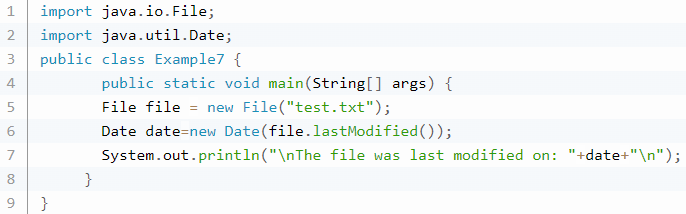 1 import java.io.File;
2 import java.util.Date;
3 public class Example7 {
4 public static void main(String[] args) {
5 File file = new File("test.txt");
6 Date date=new Date(file.lastModified());
7 System.out.println("\nThe file was last modified on: "+date+"\n");
8 }
9 }